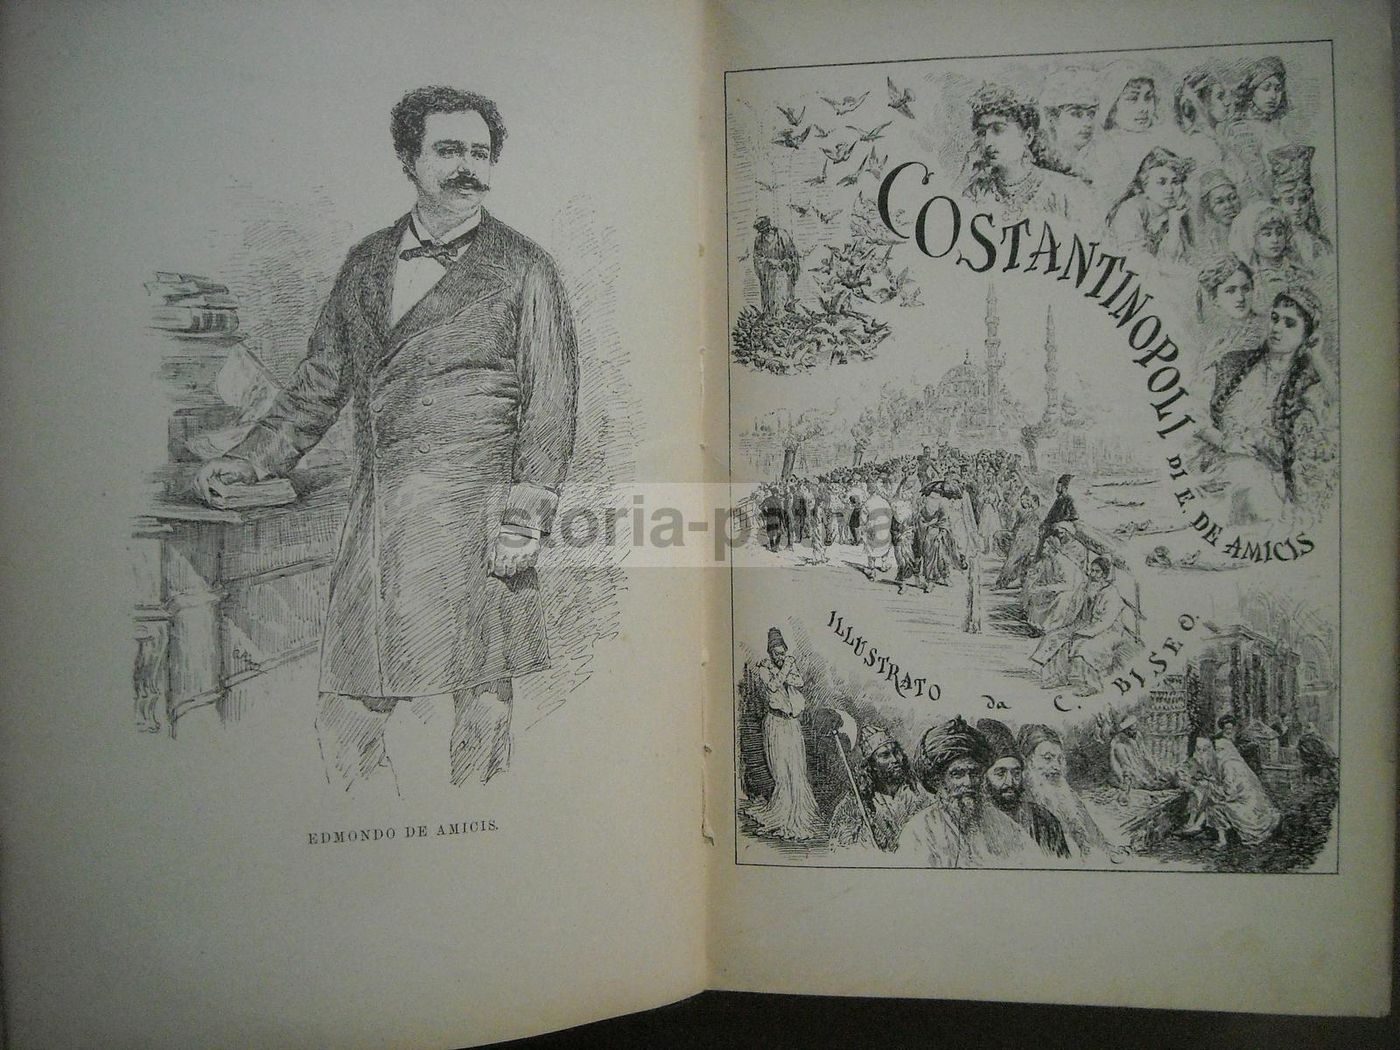 EDMONDO DE AMICIS.
COSTANTINOPOLI DI E. DE AMICIS
ILLUSTRATO da C. BISEO.
storia-patria